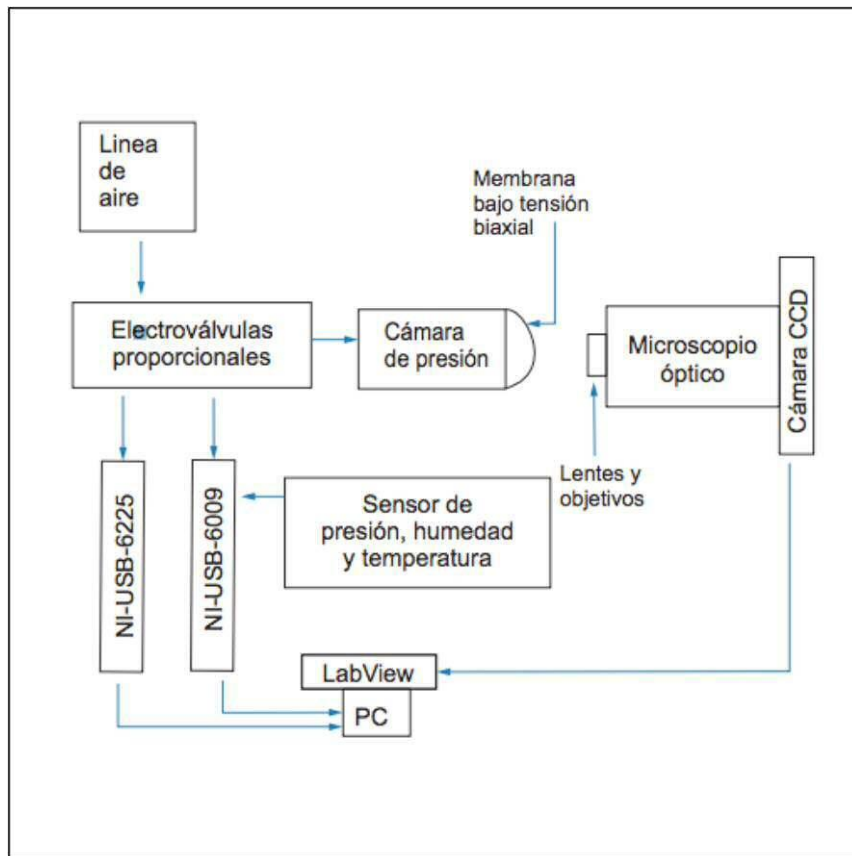 Linea
de
aire
Membrana
bajo tensión
biaxial
Electroválvulas
proporcionales
Cámara
de presión
Microscopio
óptico
Cámara CCD
Lentes y
objetivos
NI-USB-6225
NI-USB-6009
Sensor de
presión, humedad
y temperatura
LabView
PC